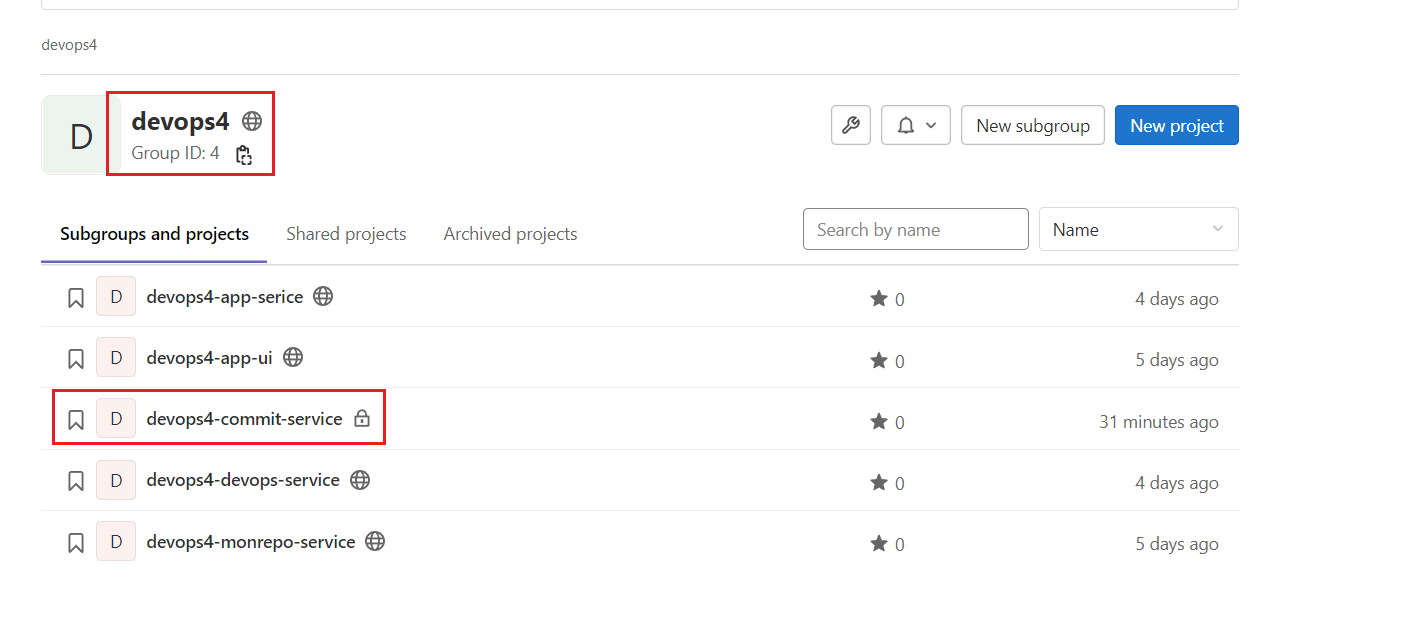 devops4
D
devops4
Group ID: 4
New subgroup
New project
Subgroups and projects
Shared projects
Archived projects
Search by name
Name
D devops4-app-serice 0 4 days ago
D devops4-app-ui 0 5 days ago
D devops4-commit-service 0 31 minutes ago
D devops4-devops-service 0 4 days ago
D devops4-monrepo-service 0 5 days ago